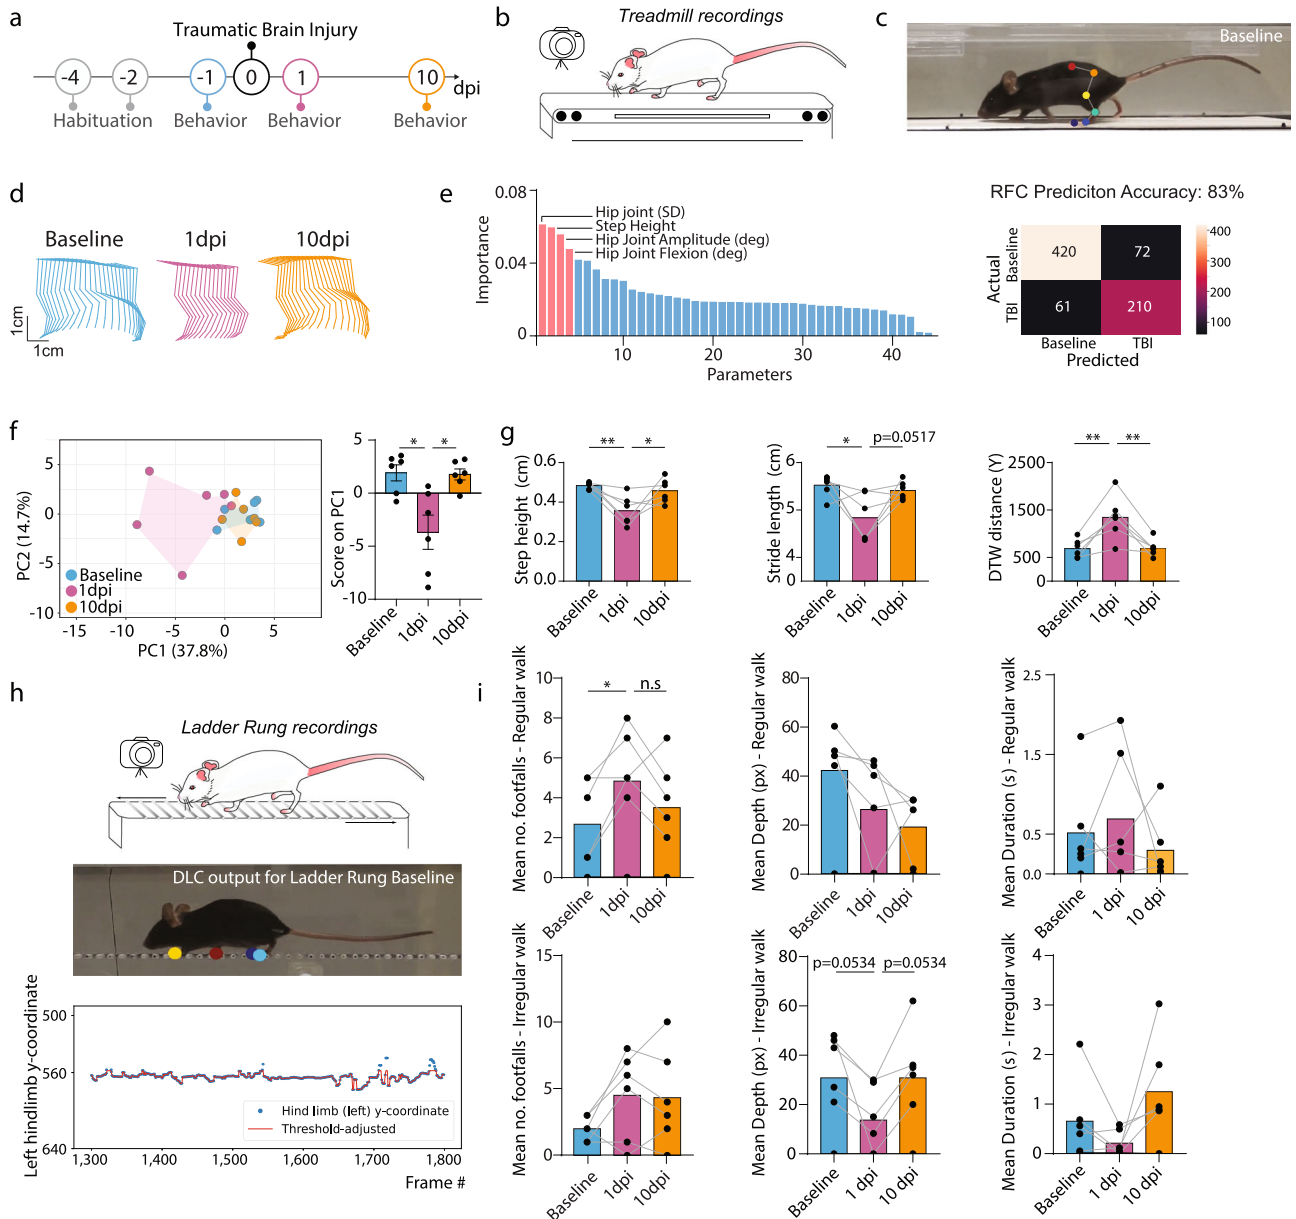 a
Traumatic Brain Injury
-4 -2 -1 0 1 10
dpi
Habituation Behavior Behavior Behavior
b
Treadmill recordings
c
Baseline
d
Baseline 1dpi 10dpi
1cm
1cm
e
Importance
0.08
0.04
0
Hip joint (SD)
Step Height
Hip Joint Amplitude (deg)
Hip Joint Flexion (deg)
10 20 30 40
Parameters
RFC Prediciton Accuracy: 83%
Actual
Baseline
TBI
420 72
61 210
Baseline TBI
Predicted
400
300
200
100
f
PC2 (14.7%)
5
0
-5
-10
Baseline
1dpi
10dpi
-15 -10 -5 0 5
PC1 (37.8%)
Score on PC1
5
0
-5
-10
* *
Baseline 1dpi 10dpi
g
Step height (cm)
0.6
0.4
0.2
0.0
** *
Baseline 1dpi 10dpi
Stride length (cm)
6
5
4
0
* p=0.0517
Baseline 1dpi 10dpi
DTW distance (Y)
2500
1500
500
0
** **
Baseline 1dpi 10dpi
h
Ladder Rung recordings
DLC output for Ladder Rung Baseline
Left hindlimb y-coordinate
500
560
640
Hind limb (left) y-coordinate
Threshold-adjusted
1,300 1,400 1,500 1,600 1,700 1,800
Frame #
i
Mean no. footfalls - Regular walk
10
8
6
4
2
0
* n.s
Baseline 1dpi 10dpi
Mean Depth (px) - Regular walk
80
60
40
20
0
Baseline 1dpi 10dpi
Mean Duration (s) - Regular walk
2.5
1.5
0.5
0.0
Baseline 1 dpi 10 dpi
Mean no. footfalls - Irregular walk
15
10
5
0
Baseline 1dpi 10dpi
Mean Depth (px) - Irregular walk
80
60
40
20
0
p=0.0534 p=0.0534
Baseline 1 dpi 10 dpi
Mean Duration (s) - Irregular walk
4
3
2
1
0
Baseline 1 dpi 10 dpi